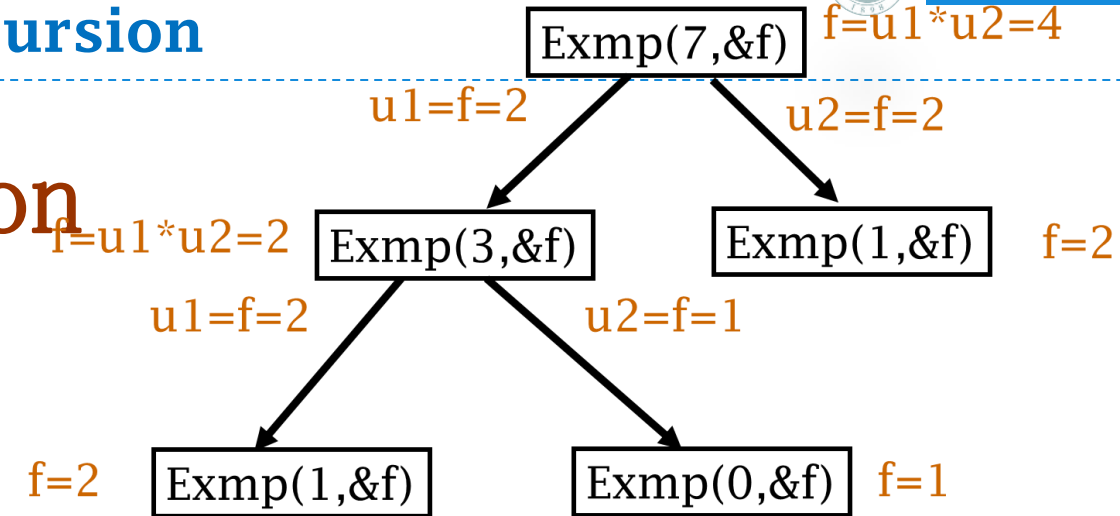 ursion
Exmp(7,&f)
f=u1*u2=4
1898
u1=f=2
u2=f=2
on
f=u1*u2=2
Exmp(3,&f)
Exmp(1,&f)
f=2
u1=f=2
u2=f=1
f=2
Exmp(1,&f)
Exmp(0,&f)
f=1